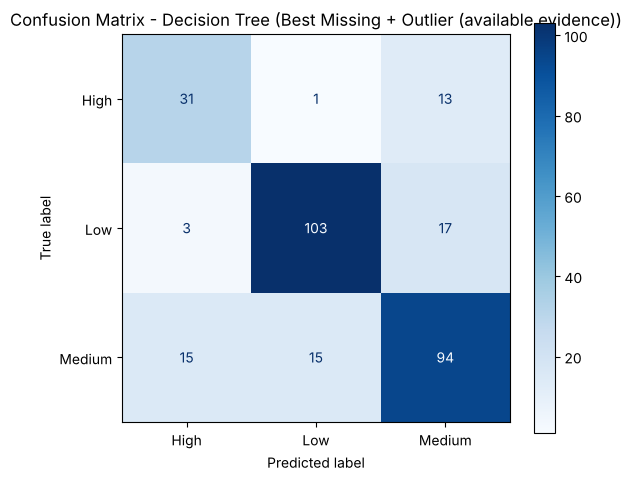 Confusion Matrix - Decision Tree (Best Missing + Outlier (available evidence))
True label
High
31
1
13
Low
3
103
17
Medium
15
15
94
High
Low
Medium
Predicted label
100
80
60
40
20